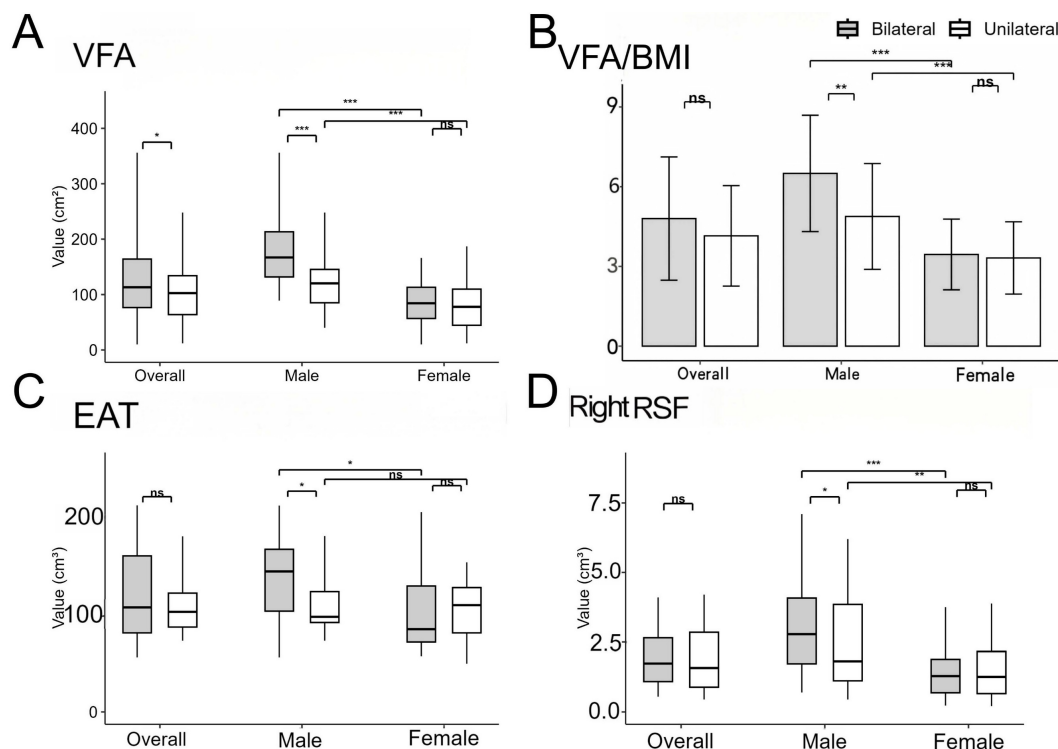 A
VFA
Value (cm²)
400
300
200
100
0
*
***
***
***
ns
Overall
Male
Female
B
VFA/BMI
Bilateral
Unilateral
9
6
3
0
ns
***
**
***
ns
Overall
Male
Female
C
EAT
Value (cm³)
200
100
0
ns
*
*
ns
ns
Overall
Male
Female
D
Right RSF
Value (cm³)
7.5
5.0
2.5
0.0
ns
***
*
**
ns
Overall
Male
Female